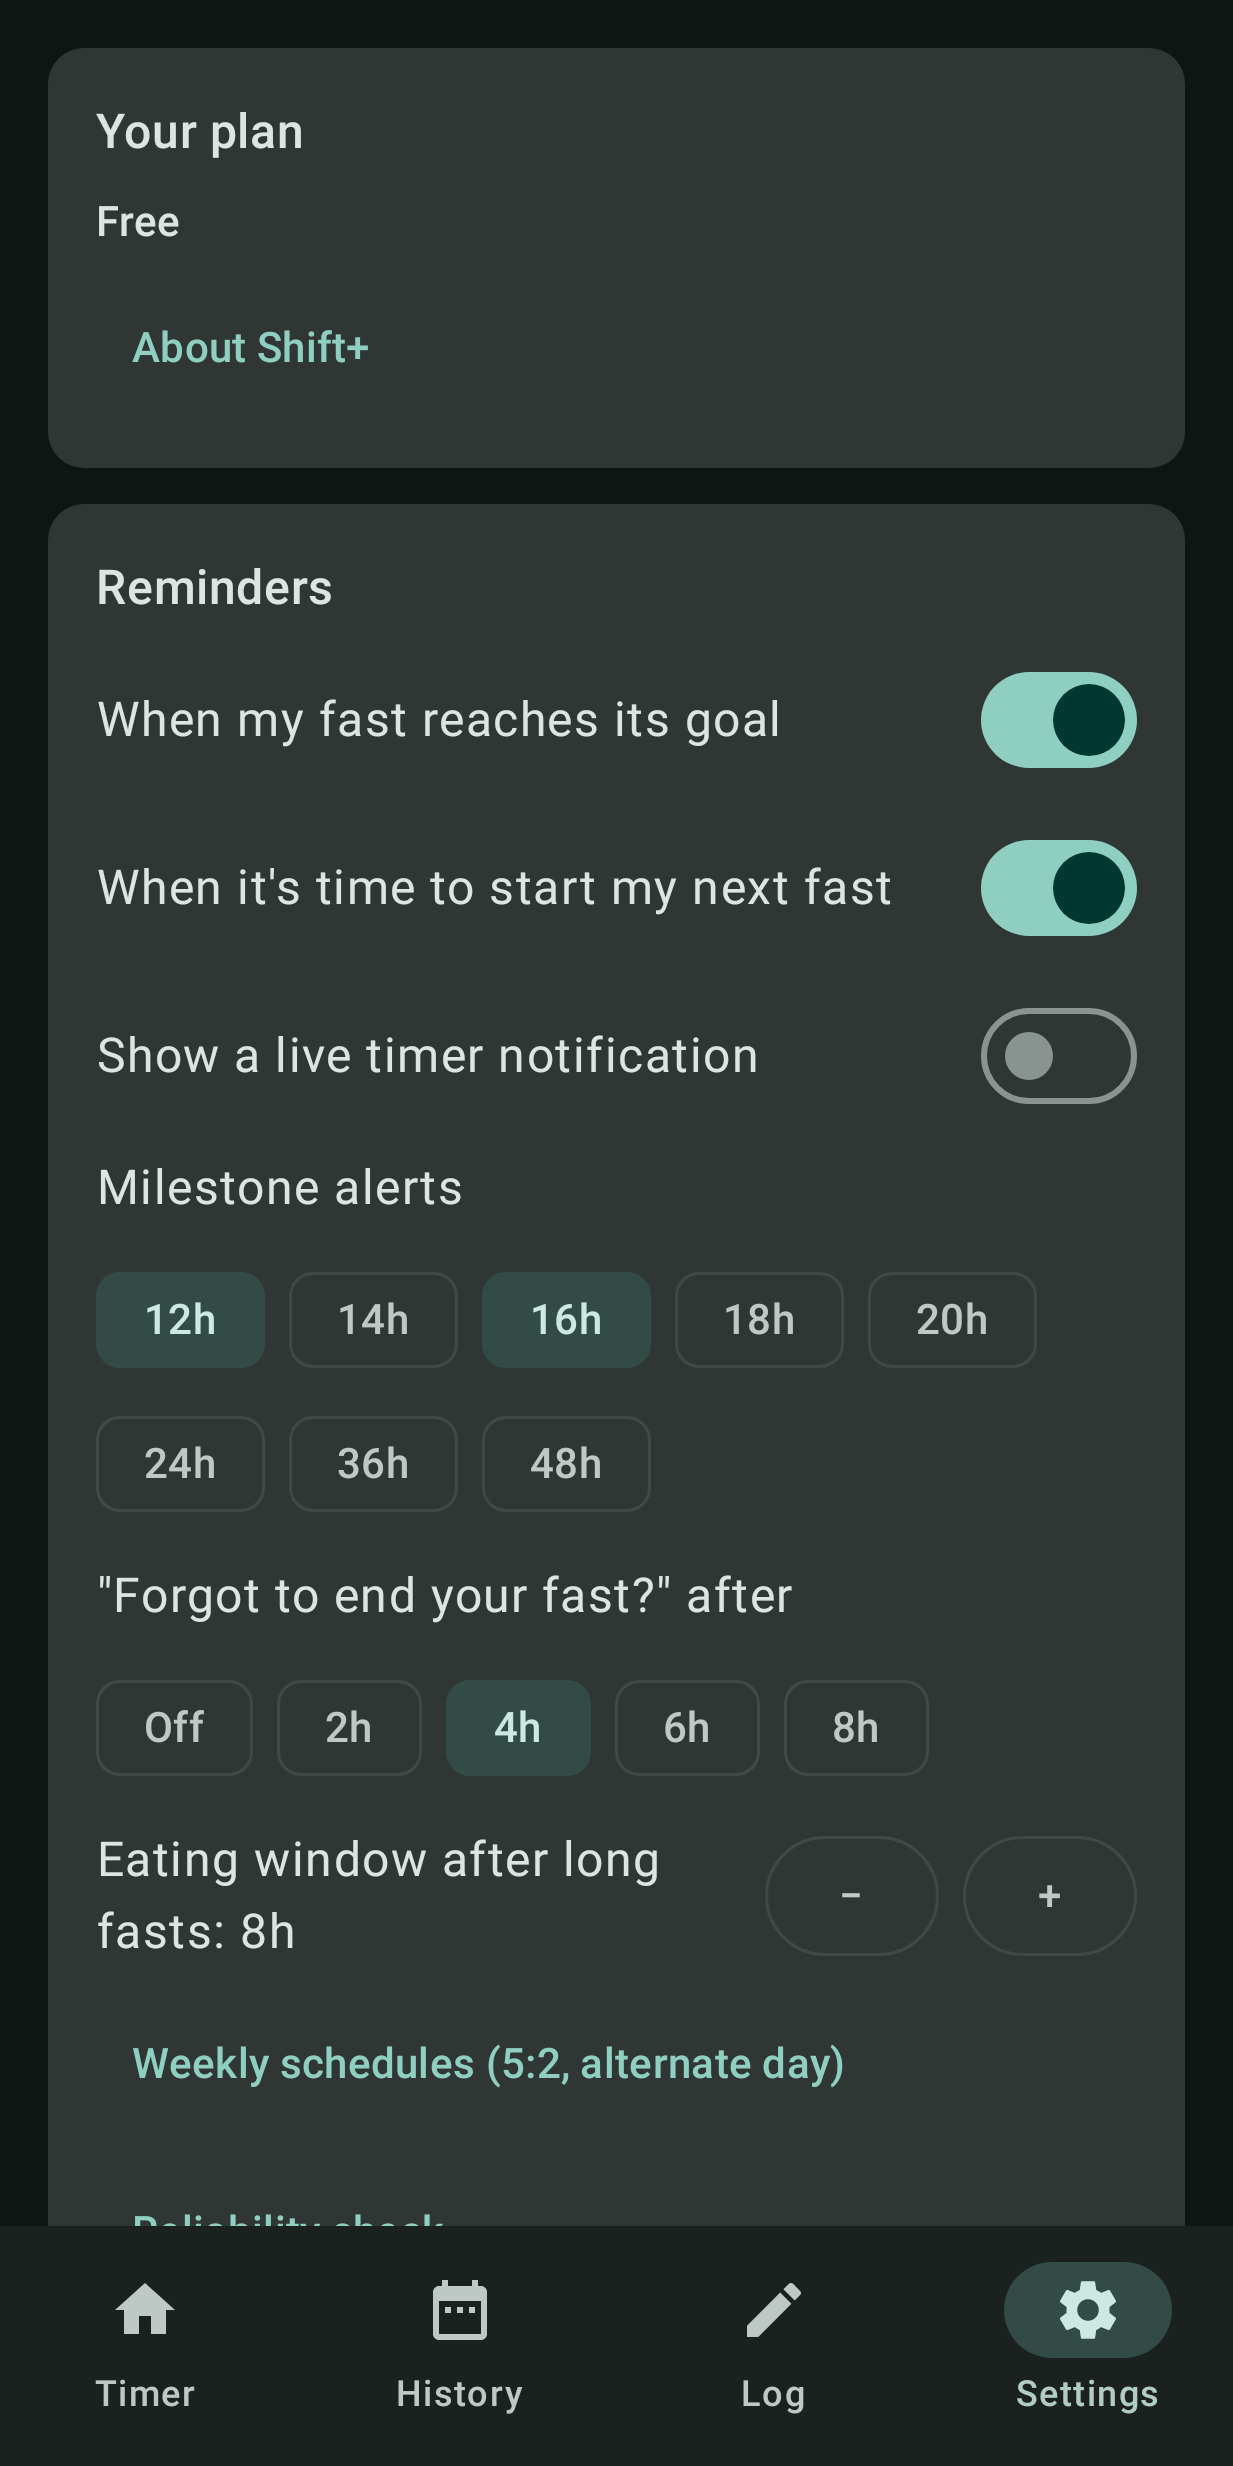 Your plan
Free
About Shift+
Reminders
When my fast reaches its goal
When it's time to start my next fast
Show a live timer notification
Milestone alerts
12h 14h 16h 18h 20h
24h 36h 48h
"Forgot to end your fast?" after
Off 2h 4h 6h 8h
Eating window after long
fasts: 8h
− +
Weekly schedules (5:2, alternate day)
Reliability check
Timer History Log Settings